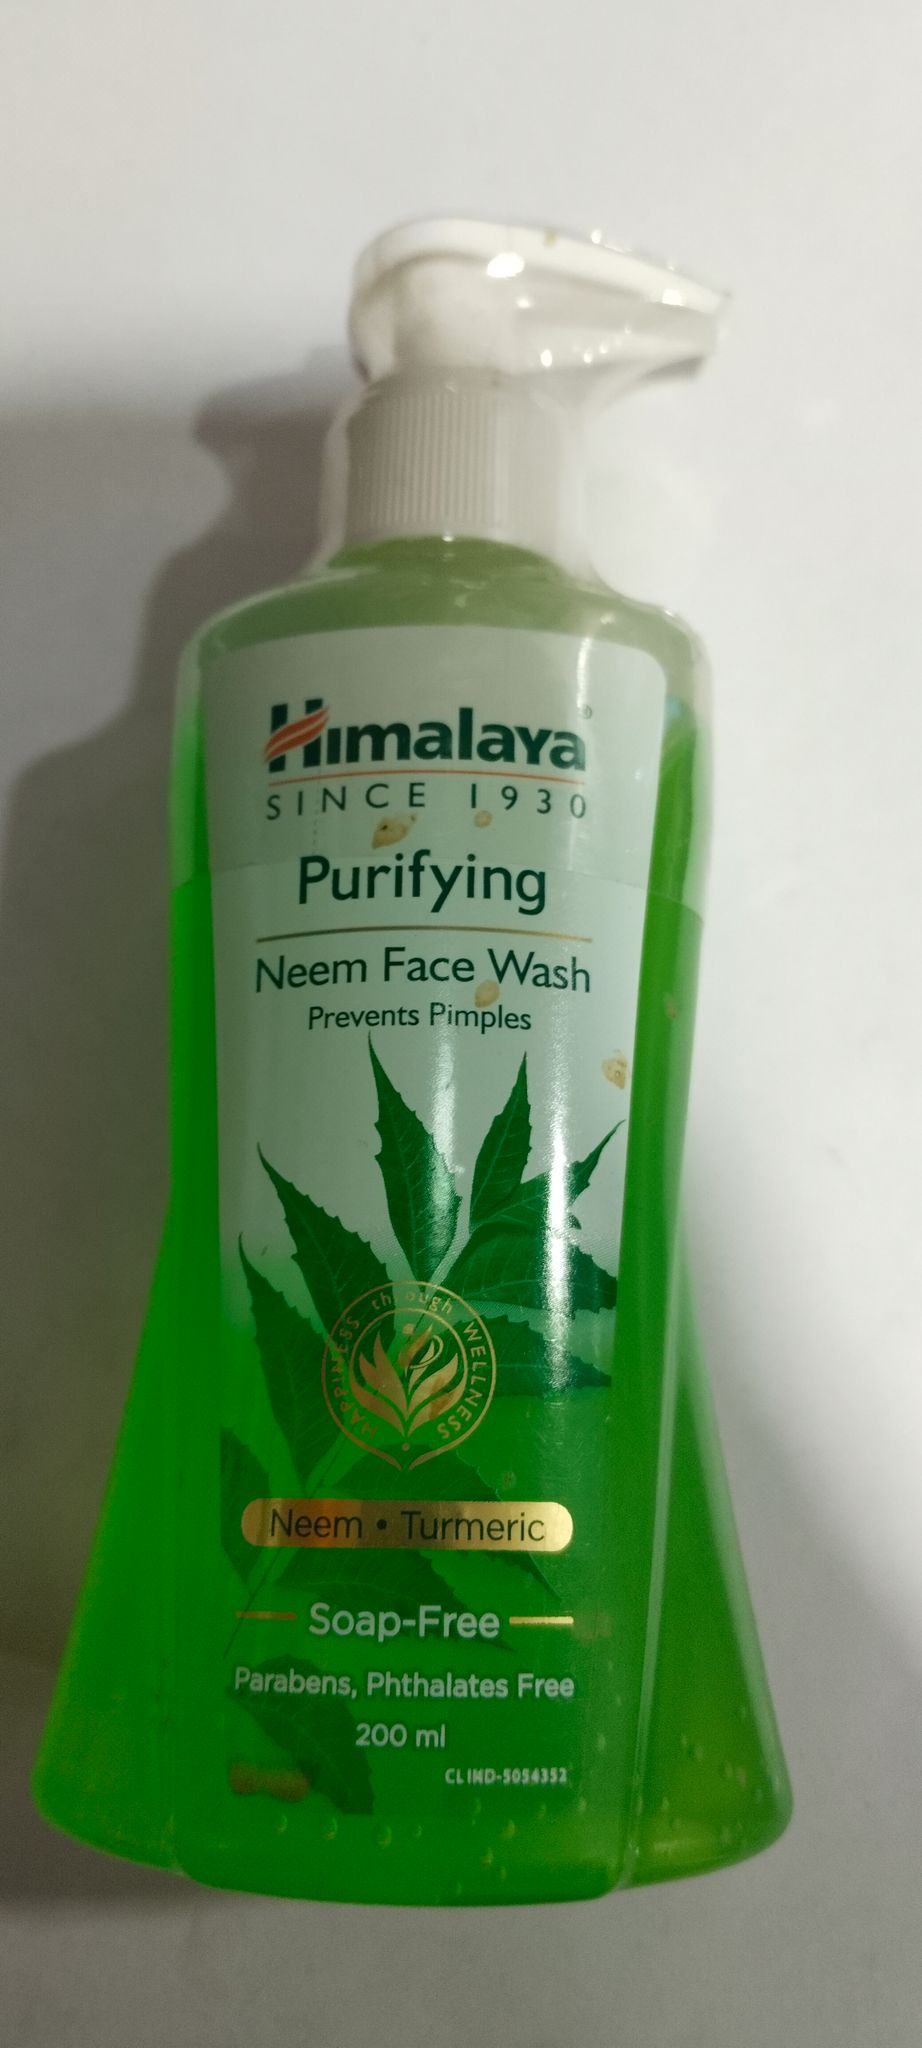 Himalaya®
SINCE 1930
Purifying
Neem Face Wash
Prevents Pimples
HAPPINESS through WELLNESS
Neem • Turmeric
Soap-Free
Parabens, Phthalates Free
200 ml
CLIND-5054352